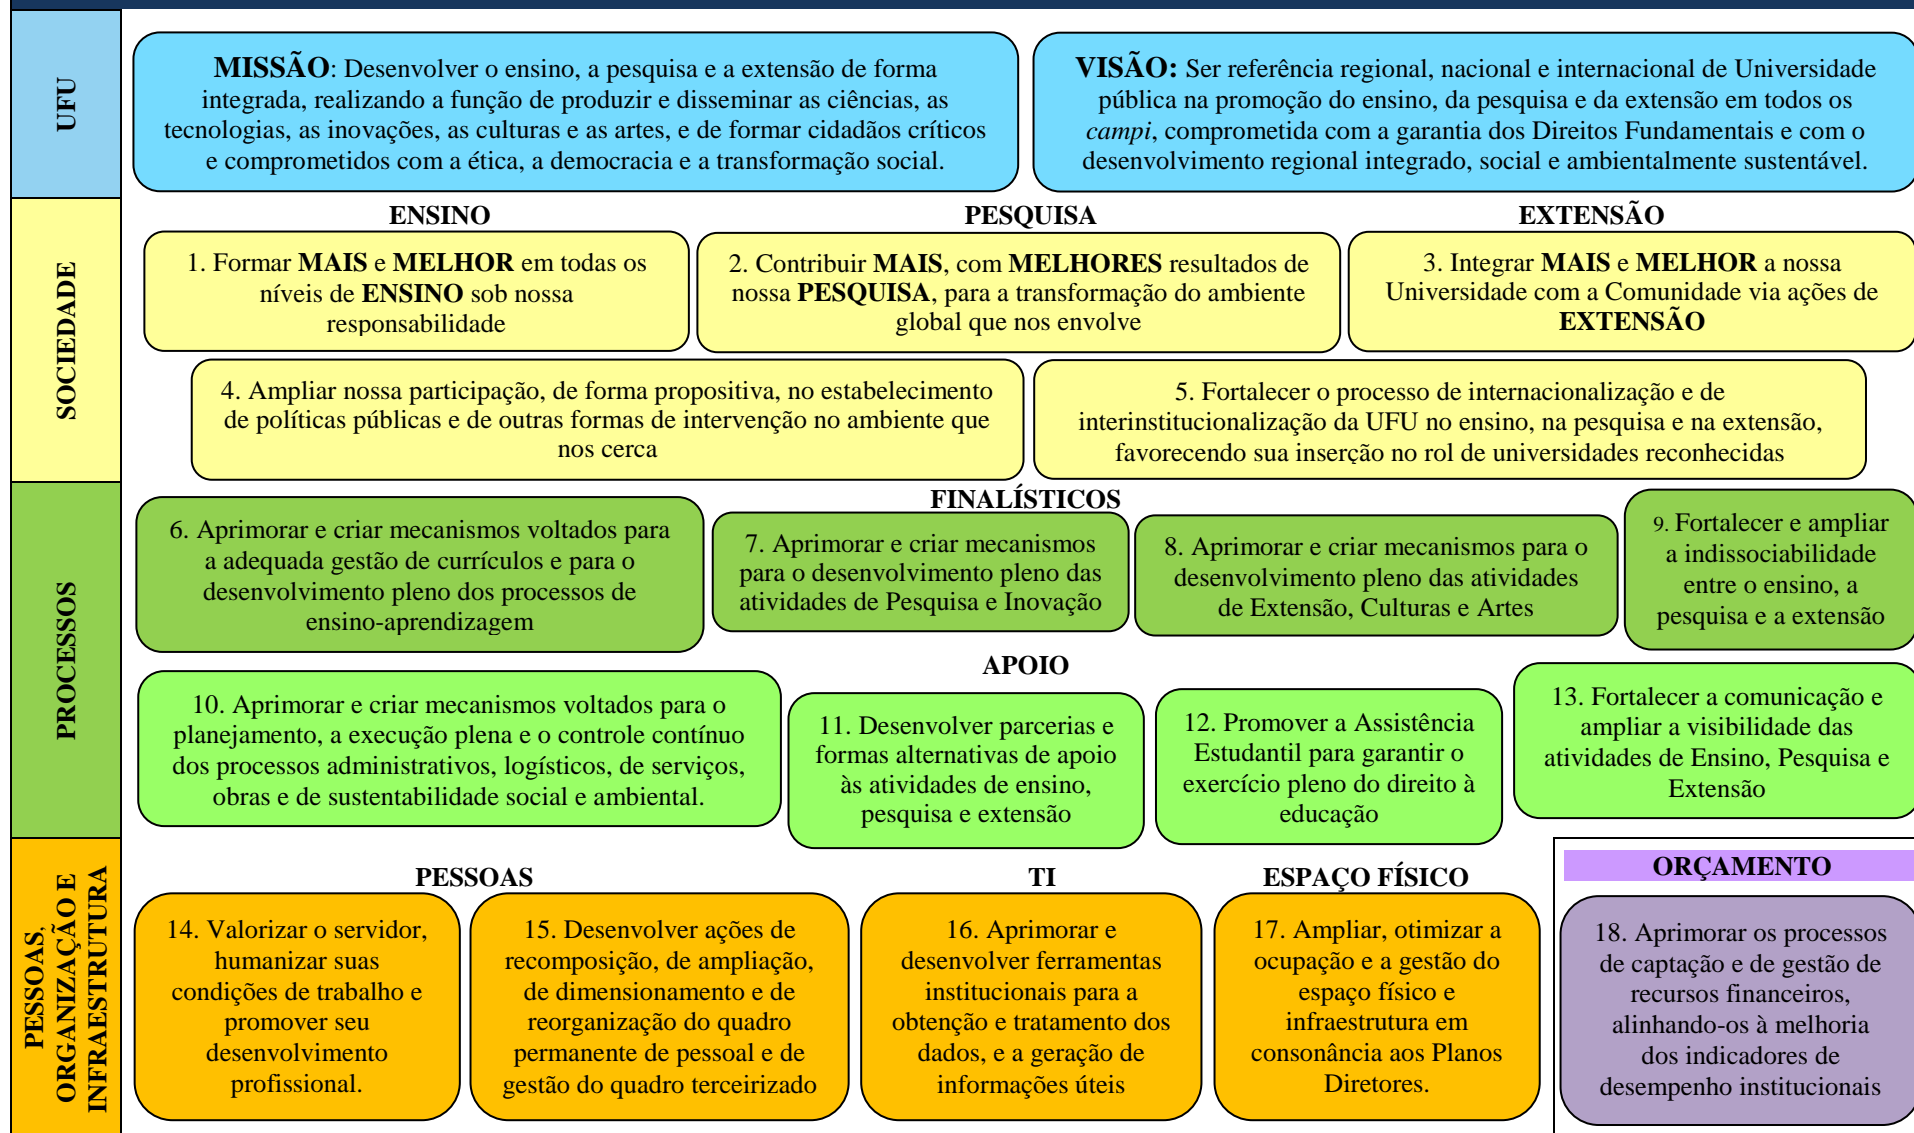 UFU
MISSÃO: Desenvolver o ensino, a pesquisa e a extensão de forma
integrada, realizando a função de produzir e disseminar as ciências, as
tecnologias, as inovações, as culturas e as artes, e de formar cidadãos críticos
e comprometidos com a ética, a democracia e a transformação social.
VISÃO: Ser referência regional, nacional e internacional de Universidade
pública na promoção do ensino, da pesquisa e da extensão em todos os
campi, comprometida com a garantia dos Direitos Fundamentais e com o
desenvolvimento regional integrado, social e ambientalmente sustentável.
SOCIEDADE
ENSINO
1. Formar MAIS e MELHOR em todas os
níveis de ENSINO sob nossa
responsabilidade
PESQUISA
2. Contribuir MAIS, com MELHORES resultados de
nossa PESQUISA, para a transformação do ambiente
global que nos envolve
EXTENSÃO
3. Integrar MAIS e MELHOR a nossa
Universidade com a Comunidade via ações de
EXTENSÃO
4. Ampliar nossa participação, de forma propositiva, no estabelecimento
de políticas públicas e de outras formas de intervenção no ambiente que
nos cerca
5. Fortalecer o processo de internacionalização e de
interinstitucionalização da UFU no ensino, na pesquisa e na extensão,
favorecendo sua inserção no rol de universidades reconhecidas
PROCESSOS
FINALÍSTICOS
6. Aprimorar e criar mecanismos voltados para
a adequada gestão de currículos e para o
desenvolvimento pleno dos processos de
ensino-aprendizagem
7. Aprimorar e criar mecanismos
para o desenvolvimento pleno das
atividades de Pesquisa e Inovação
8. Aprimorar e criar mecanismos para o
desenvolvimento pleno das atividades
de Extensão, Culturas e Artes
9. Fortalecer e ampliar
a indissociabilidade
entre o ensino, a
pesquisa e a extensão
APOIO
10. Aprimorar e criar mecanismos voltados para o
planejamento, a execução plena e o controle contínuo
dos processos administrativos, logísticos, de serviços,
obras e de sustentabilidade social e ambiental.
11. Desenvolver parcerias e
formas alternativas de apoio
às atividades de ensino,
pesquisa e extensão
12. Promover a Assistência
Estudantil para garantir o
exercício pleno do direito à
educação
13. Fortalecer a comunicação e
ampliar a visibilidade das
atividades de Ensino, Pesquisa e
Extensão
PESSOAS,
ORGANIZAÇÃO E
INFRAESTRUTURA
PESSOAS
14. Valorizar o servidor,
humanizar suas
condições de trabalho e
promover seu
desenvolvimento
profissional.
15. Desenvolver ações de
recomposição, de ampliação,
de dimensionamento e de
reorganização do quadro
permanente de pessoal e de
gestão do quadro terceirizado
TI
16. Aprimorar e
desenvolver ferramentas
institucionais para a
obtenção e tratamento dos
dados, e a geração de
informações úteis
ESPAÇO FÍSICO
17. Ampliar, otimizar a
ocupação e a gestão do
espaço físico e
infraestrutura em
consonância aos Planos
Diretores.
ORÇAMENTO
18. Aprimorar os processos
de captação e de gestão de
recursos financeiros,
alinhando-os à melhoria
dos indicadores de
desempenho institucionais